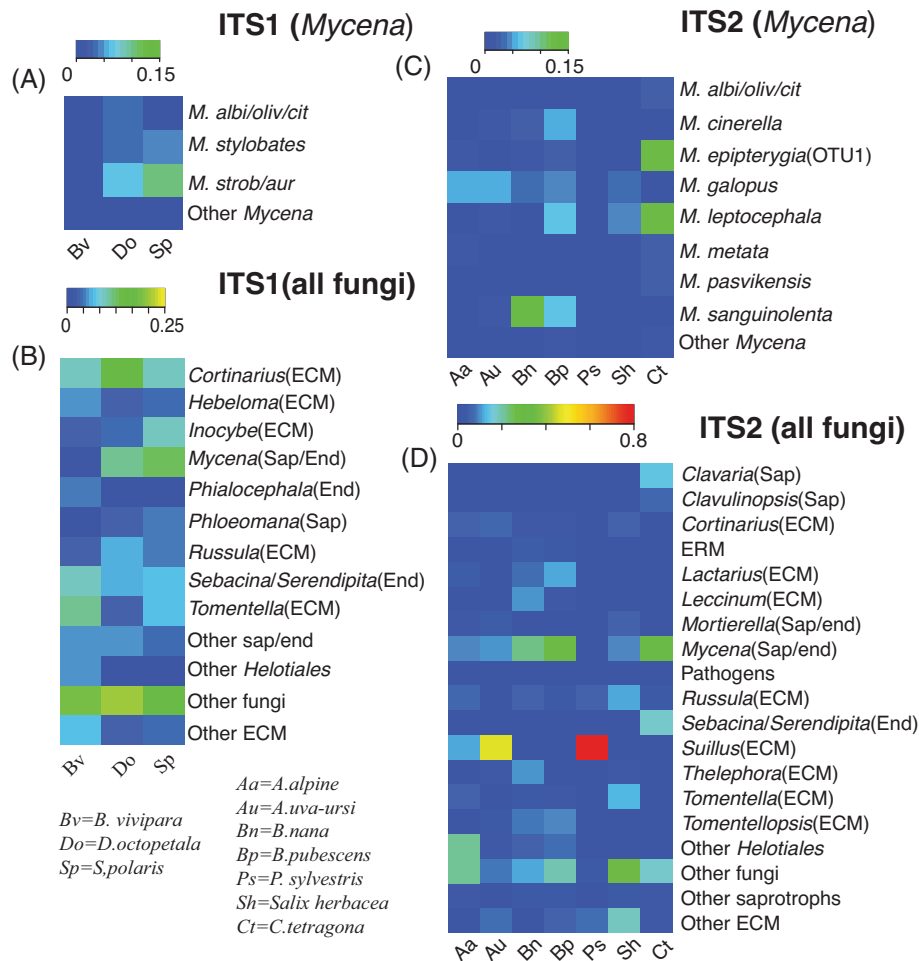 ITS1 (Mycena)
0 0.15
(A)
M. albi/oliv/cit
M. stylobates
M. strob/aur
Other Mycena
Bv Do Sp
ITS1(all fungi)
0 0.25
(B)
Cortinarius(ECM)
Hebeloma(ECM)
Inocybe(ECM)
Mycena(Sap/End)
Phialocephala(End)
Phloeomana(Sap)
Russula(ECM)
Sebacina/Serendipita(End)
Tomentella(ECM)
Other sap/end
Other Helotiales
Other fungi
Other ECM
Bv Do Sp
Bv=B. vivipara
Do=D.octopetala
Sp=S,polaris
Aa=A.alpine
Au=A.uva-ursi
Bn=B.nana
Bp=B.pubescens
Ps=P. sylvestris
Sh=Salix herbacea
Ct=C.tetragona
ITS2 (Mycena)
0 0.15
(C)
M. albi/oliv/cit
M. cinerella
M. epipterygia(OTU1)
M. galopus
M. leptocephala
M. metata
M. pasvikensis
M. sanguinolenta
Other Mycena
Aa Au Bn Bp Ps Sh Ct
ITS2 (all fungi)
0 0.8
(D)
Clavaria(Sap)
Clavulinopsis(Sap)
Cortinarius(ECM)
ERM
Lactarius(ECM)
Leccinum(ECM)
Mortierella(Sap/end)
Mycena(Sap/end)
Pathogens
Russula(ECM)
Sebacina/Serendipita(End)
Suillus(ECM)
Thelephora(ECM)
Tomentella(ECM)
Tomentellopsis(ECM)
Other Helotiales
Other fungi
Other saprotrophs
Other ECM
Aa Au Bn Bp Ps Sh Ct